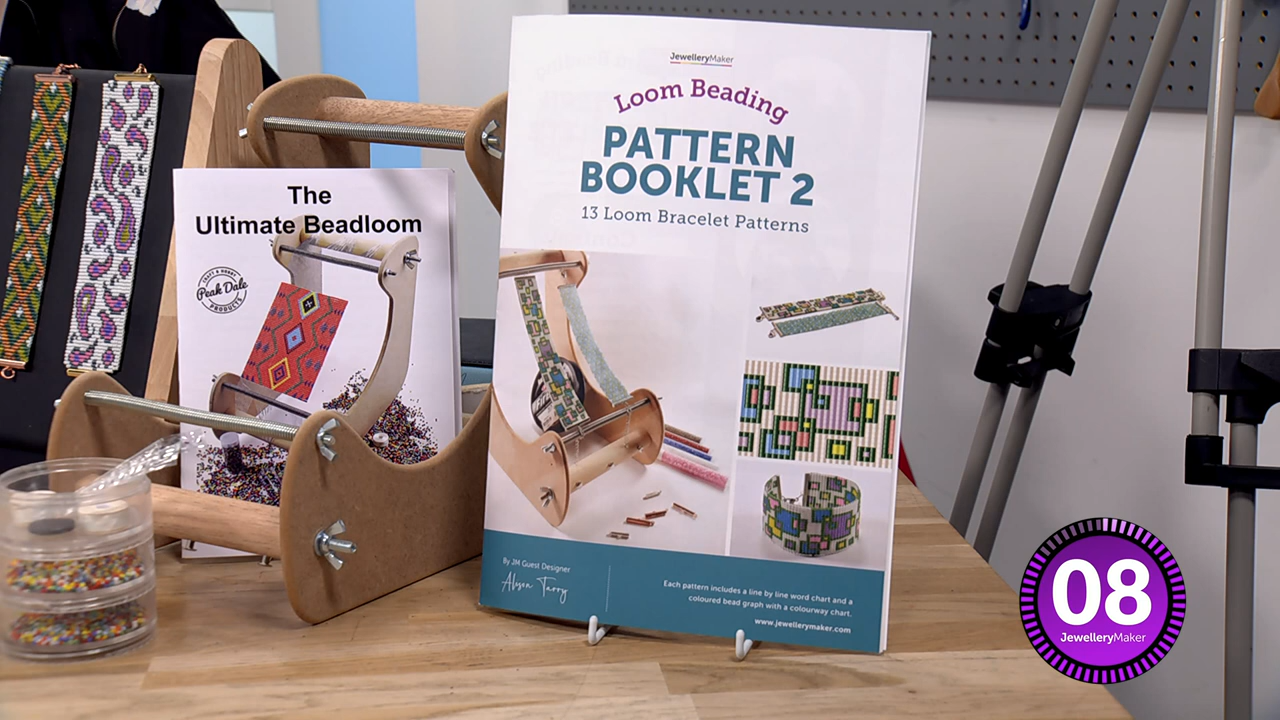 The
Ultimate Beadloom
CRAFT & HOBBY
Peak Dale
PRODUCTS
JewelleryMaker
Loom Beading
PATTERN
BOOKLET 2
13 Loom Bracelet Patterns
By JM Guest Designer
Alison Tarry
Each pattern includes a line by line word chart and a
coloured bead graph with a colourway chart.
www.jewellerymaker.com
08
JewelleryMaker